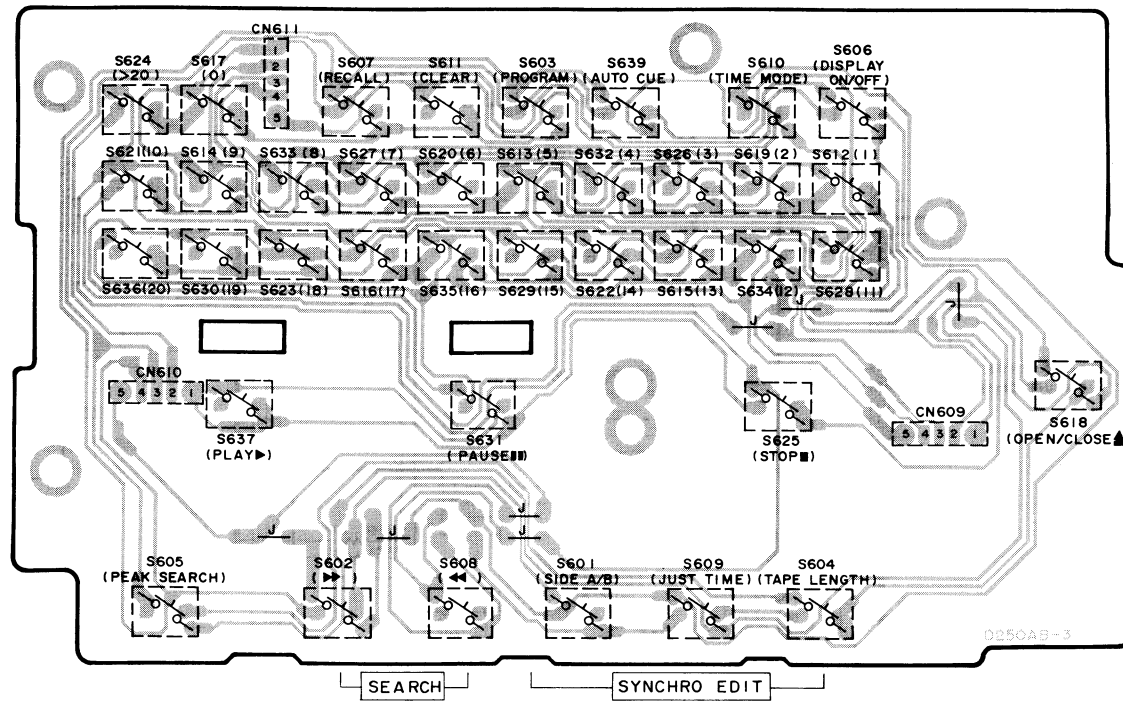 CN611
S624 S617 S607 S611 S603 S639 S610 S606
(>20) (0) (RECALL) (CLEAR) (PROGRAM) (AUTO CUE) (TIME MODE) (DISPLAY
ON/OFF)
1
2
3
4
5
S621(10) S614(9) S633(8) S627(7) S620(6) S613(5) S632(4) S626(3) S619(2) S612(1)
S636(20) S630(19) S623(18) S616(17) S635(16) S629(15) S622(14) S615(13) S634(12) S628(11)
J
J
J
CN610
5 4 3 2 1
S637
(PLAY▶)
S631
(PAUSE▮▮)
S625
(STOP■)
CN609
5 4 3 2 1
S618
(OPEN/CLOSE▲
J
J
J
J
S605
(PEAK SEARCH)
S602
(▶▶)
S608
(◀◀)
S601
(SIDE A/B)
S609
(JUST TIME)
S604
(TAPE LENGTH)
0250AB-3
SEARCH
SYNCHRO EDIT